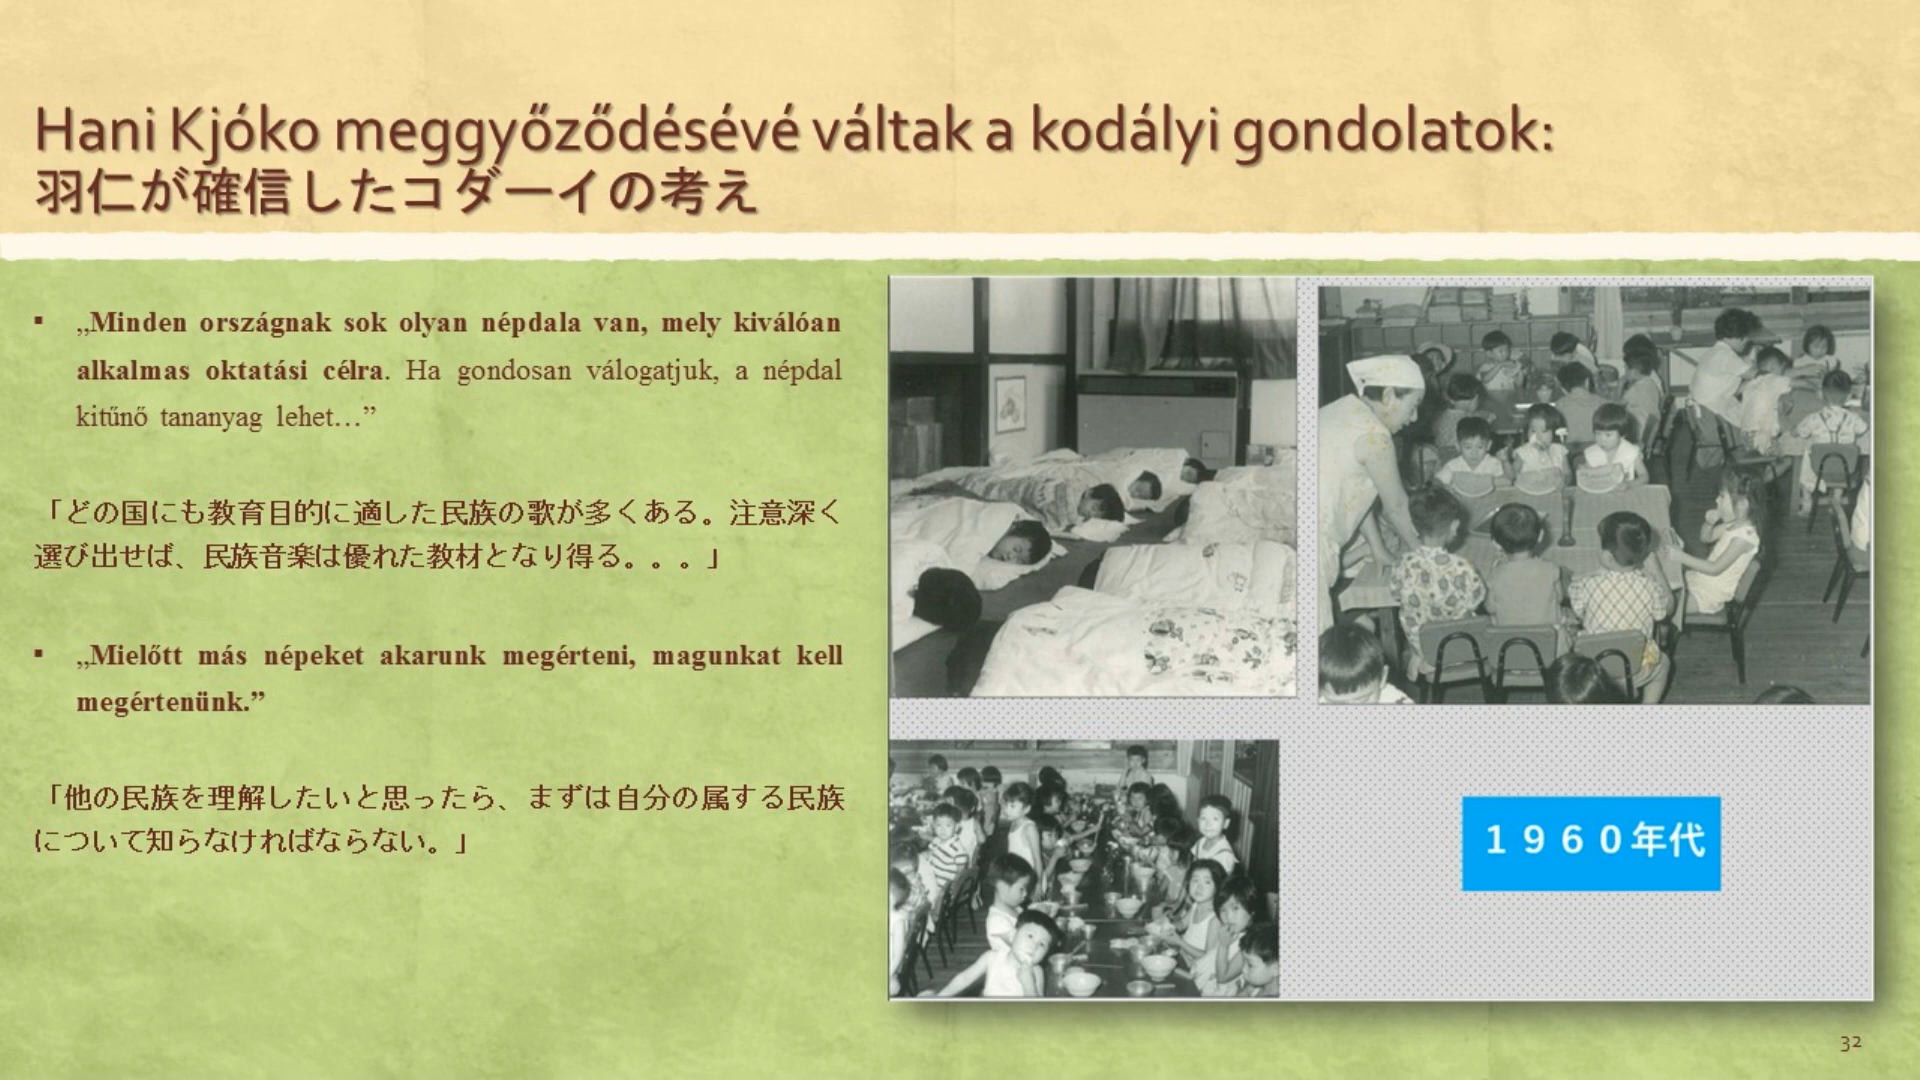 Hani Kjóko meggyőződésévé váltak a kodályi gondolatok:
羽仁が確信したコダーイの考え
▪ „Minden országnak sok olyan népdala van, mely kiválóan
alkalmas oktatási célra. Ha gondosan válogatjuk, a népdal
kitűnő tananyag lehet…”
「どの国にも教育目的に適した民族の歌が多くある。注意深く
選び出せば、民族音楽は優れた教材となり得る。。。」
▪ „Mielőtt más népeket akarunk megérteni, magunkat kell
megértenünk.”
「他の民族を理解したいと思ったら、まずは自分の属する民族
について知らなければならない。」
１９６０年代
32